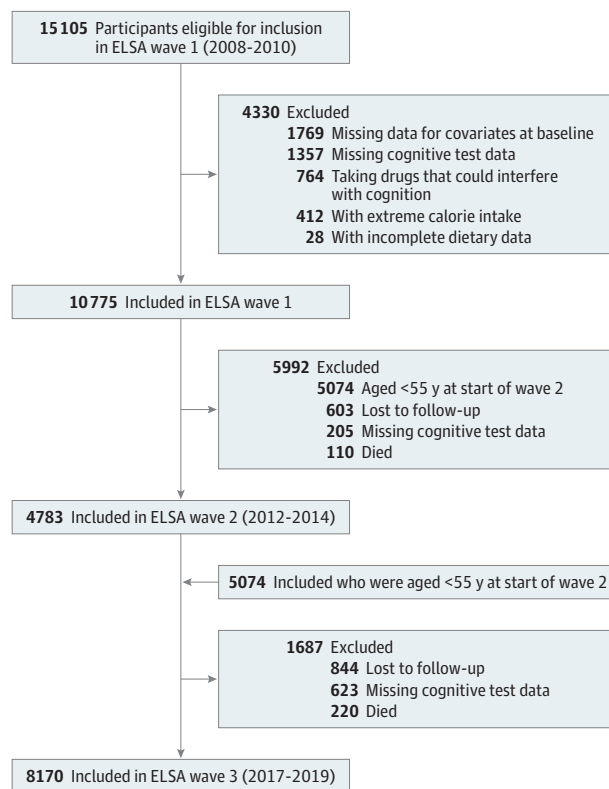 15 105 Participants eligible for inclusion
in ELSA wave 1 (2008-2010)
4330 Excluded
1769 Missing data for covariates at baseline
1357 Missing cognitive test data
764 Taking drugs that could interfere
with cognition
412 With extreme calorie intake
28 With incomplete dietary data
10 775 Included in ELSA wave 1
5992 Excluded
5074 Aged <55 y at start of wave 2
603 Lost to follow-up
205 Missing cognitive test data
110 Died
4783 Included in ELSA wave 2 (2012-2014)
5074 Included who were aged <55 y at start of wave 2
1687 Excluded
844 Lost to follow-up
623 Missing cognitive test data
220 Died
8170 Included in ELSA wave 3 (2017-2019)